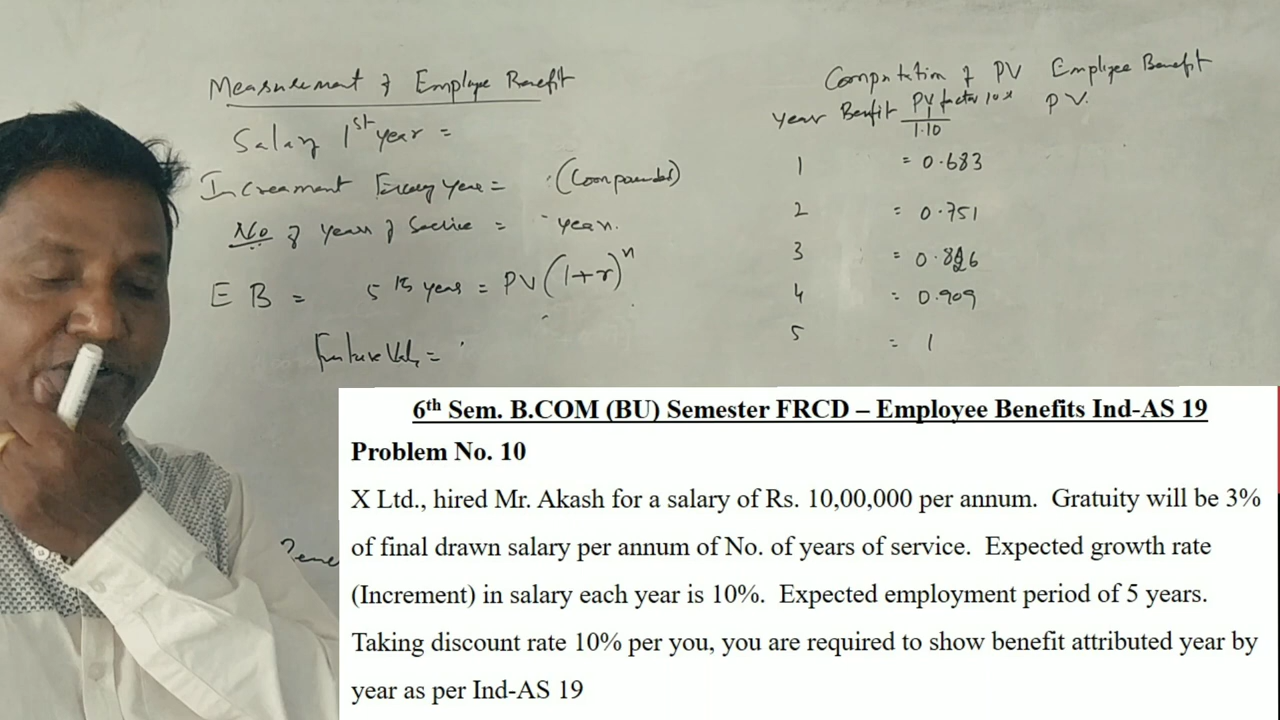 Measurement of Employe Benefit
Salary 1st year =
Increament Every year = (Compounded)
No of years of Service = year.
E B = 5 th year = PV (1+r)^n
Future Val =
Computation of PV Employee Benefit
year Benefit PV factor 10% PV.
1
1.10
1 = 0.683
2 = 0.751
3 = 0.826
4 = 0.909
5 = 1
6th Sem. B.COM (BU) Semester FRCD – Employee Benefits Ind-AS 19
Problem No. 10
X Ltd., hired Mr. Akash for a salary of Rs. 10,00,000 per annum. Gratuity will be 3%
of final drawn salary per annum of No. of years of service. Expected growth rate
(Increment) in salary each year is 10%. Expected employment period of 5 years.
Taking discount rate 10% per you, you are required to show benefit attributed year by
year as per Ind-AS 19